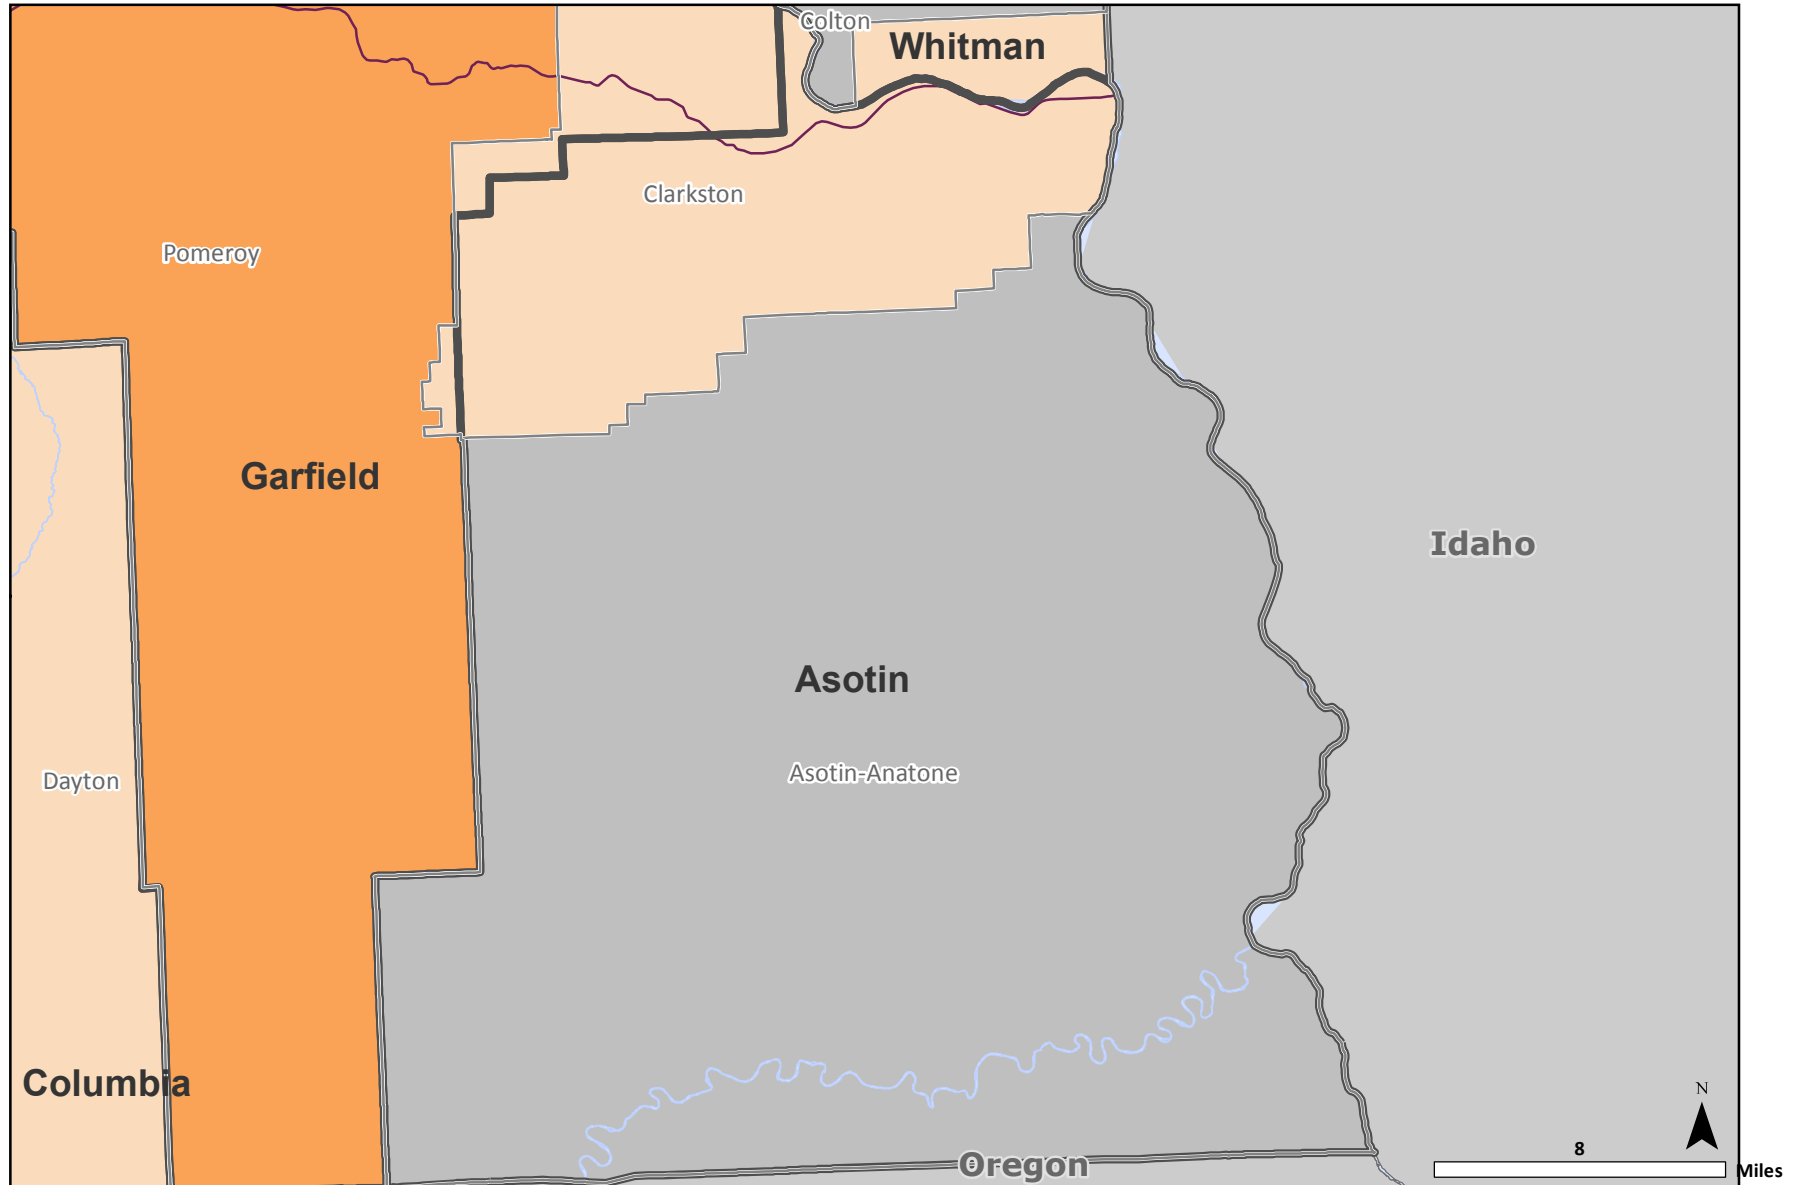 Colton
Whitman
Clarkston
Pomeroy
Garfield
Idaho
Asotin
Asotin-Anatone
Dayton
Columbia
N
8
Oregon
Miles